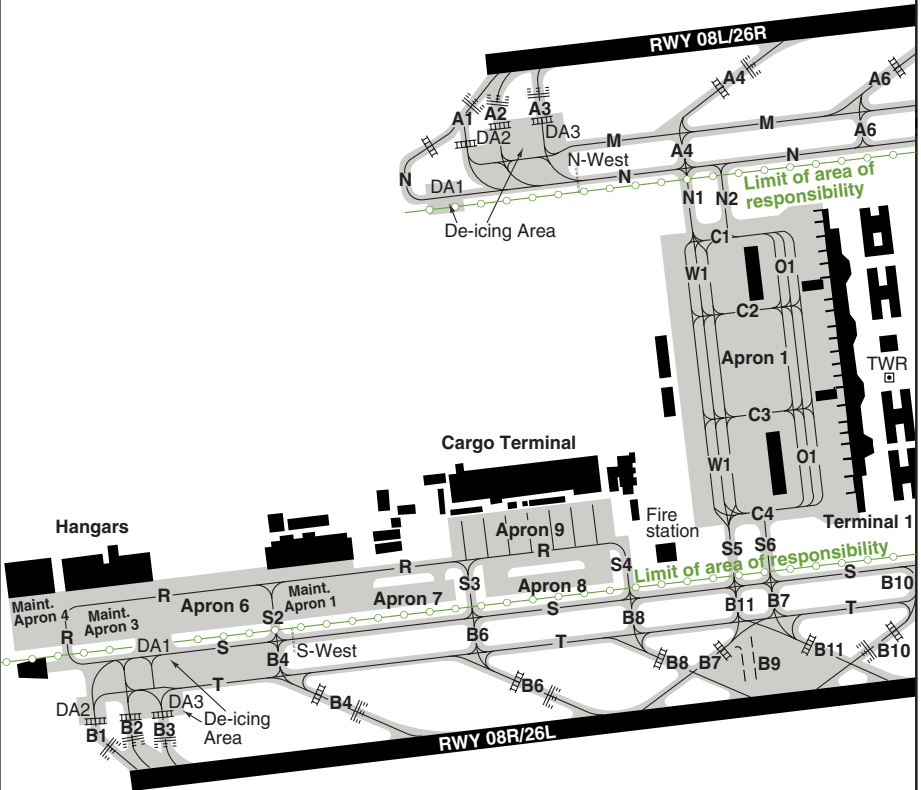 RWY 08L/26R
A4
A6
A1
A2
A3
DA2
DA3
M
M
A6
A4
N-West
N
N
N
DA1
Limit of area of
responsibility
N1
N2
De-icing Area
C1
W1
O1
C2
Apron 1
TWR
C3
Cargo Terminal
W1
O1
C4
Terminal 1
Hangars
Apron 9
Fire
station
R
S5
S6
Limit of area of responsibility
R
S4
S3
S
B10
Maint.
Apron 4
Maint.
Apron 3
R
Apron 6
Maint.
Apron 1
Apron 7
Apron 8
S2
R
DA1
S
S-West
S
B11
B7
T
B8
B6
T
B4
T
B8
B7
B9
B11
B10
DA2
DA3
De-icing
Area
B4
B6
B1
B2
B3
RWY 08R/26L